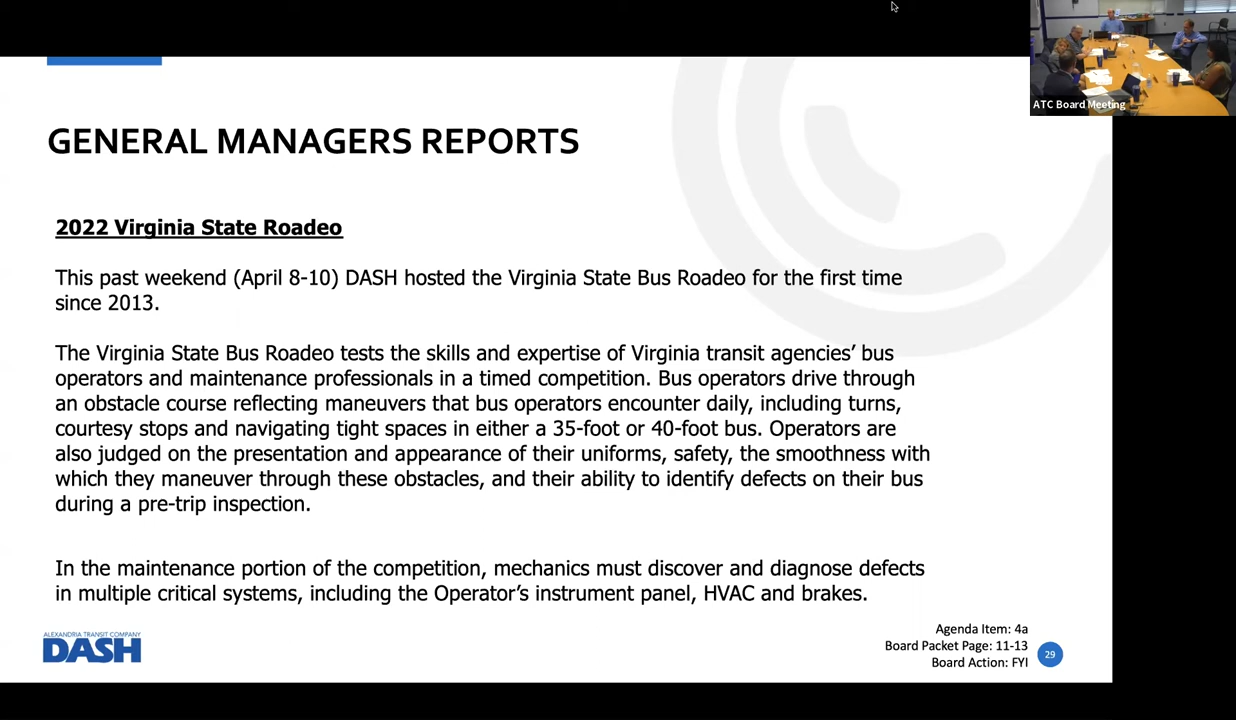 ATC Board Meeting
GENERAL MANAGERS REPORTS
2022 Virginia State Roadeo
This past weekend (April 8-10) DASH hosted the Virginia State Bus Roadeo for the first time
since 2013.
The Virginia State Bus Roadeo tests the skills and expertise of Virginia transit agencies’ bus
operators and maintenance professionals in a timed competition. Bus operators drive through
an obstacle course reflecting maneuvers that bus operators encounter daily, including turns,
courtesy stops and navigating tight spaces in either a 35-foot or 40-foot bus. Operators are
also judged on the presentation and appearance of their uniforms, safety, the smoothness with
which they maneuver through these obstacles, and their ability to identify defects on their bus
during a pre-trip inspection.
In the maintenance portion of the competition, mechanics must discover and diagnose defects
in multiple critical systems, including the Operator’s instrument panel, HVAC and brakes.
ALEXANDRIA TRANSIT COMPANY
DASH
Agenda Item: 4a
Board Packet Page: 11-13
Board Action: FYI
29